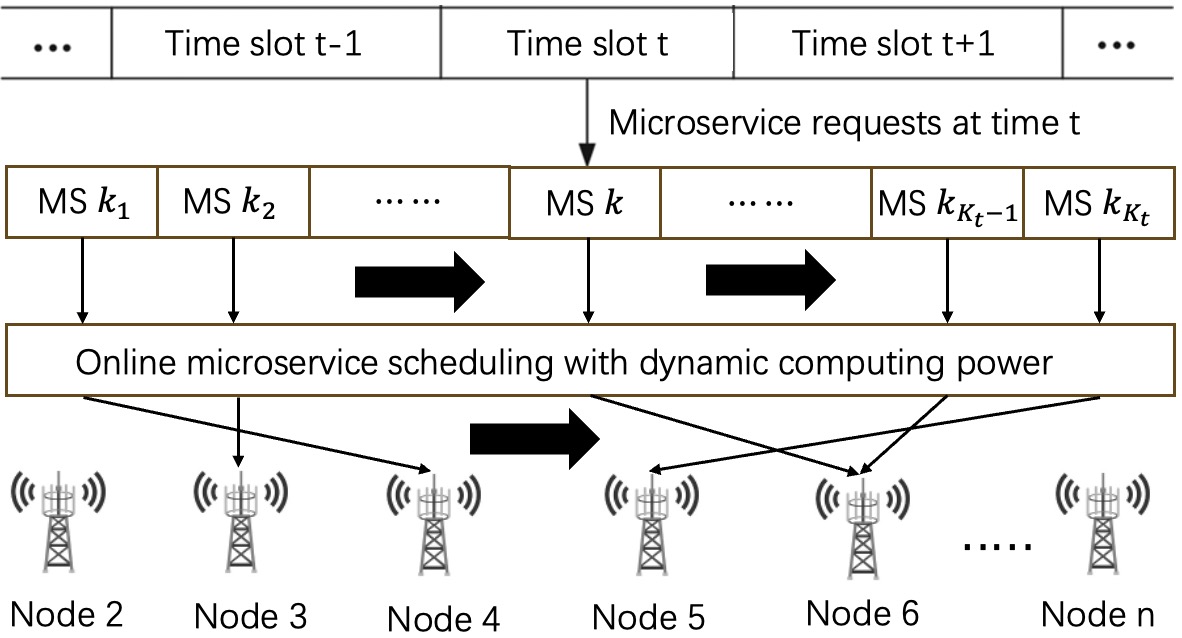 ... Time slot t-1 Time slot t Time slot t+1 ...
Microservice requests at time t
MS k₁ MS k₂ …… MS k …… MS k_{K_t−1} MS k_{K_t}
Online microservice scheduling with dynamic computing power
.....
Node 2 Node 3 Node 4 Node 5 Node 6 Node n